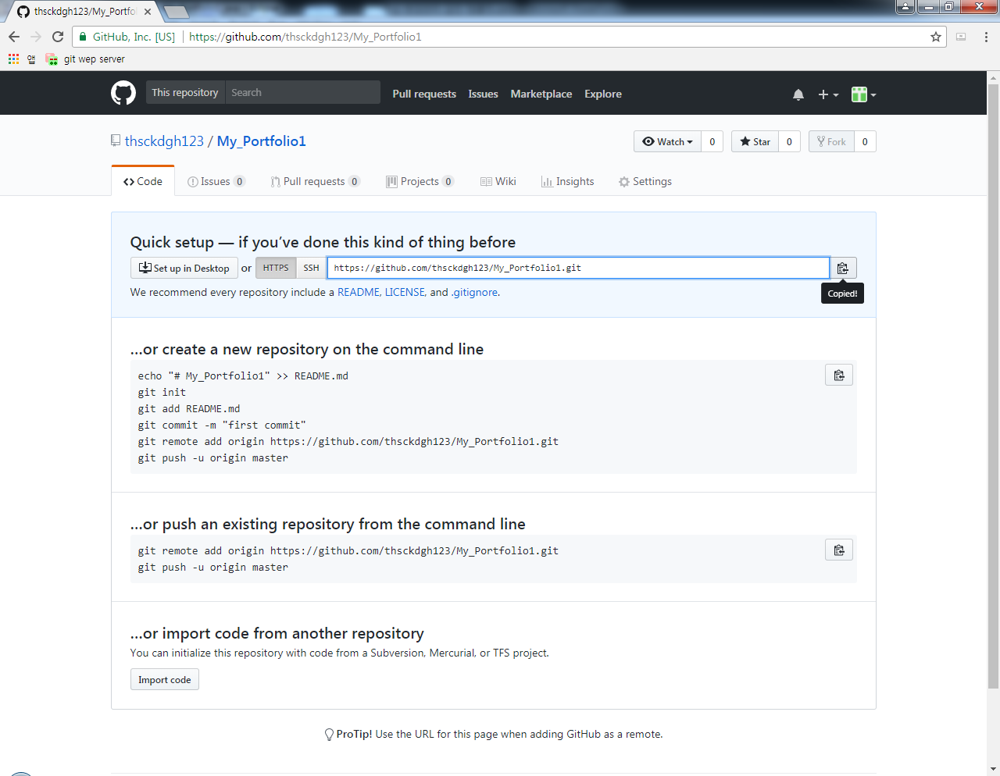 thsckdgh123/My_Portfo
GitHub, Inc. [US] https://github.com/thsckdgh123/My_Portfolio1
앱 git wep server
This repository Search Pull requests Issues Marketplace Explore
thsckdgh123 / My_Portfolio1
Watch 0 Star 0 Fork 0
Code Issues 0 Pull requests 0 Projects 0 Wiki Insights Settings
Quick setup — if you’ve done this kind of thing before
Set up in Desktop or HTTPS SSH https://github.com/thsckdgh123/My_Portfolio1.git
We recommend every repository include a README, LICENSE, and .gitignore.
Copied!
…or create a new repository on the command line
echo "# My_Portfolio1" >> README.md
git init
git add README.md
git commit -m "first commit"
git remote add origin https://github.com/thsckdgh123/My_Portfolio1.git
git push -u origin master
…or push an existing repository from the command line
git remote add origin https://github.com/thsckdgh123/My_Portfolio1.git
git push -u origin master
…or import code from another repository
You can initialize this repository with code from a Subversion, Mercurial, or TFS project.
Import code
ProTip! Use the URL for this page when adding GitHub as a remote.